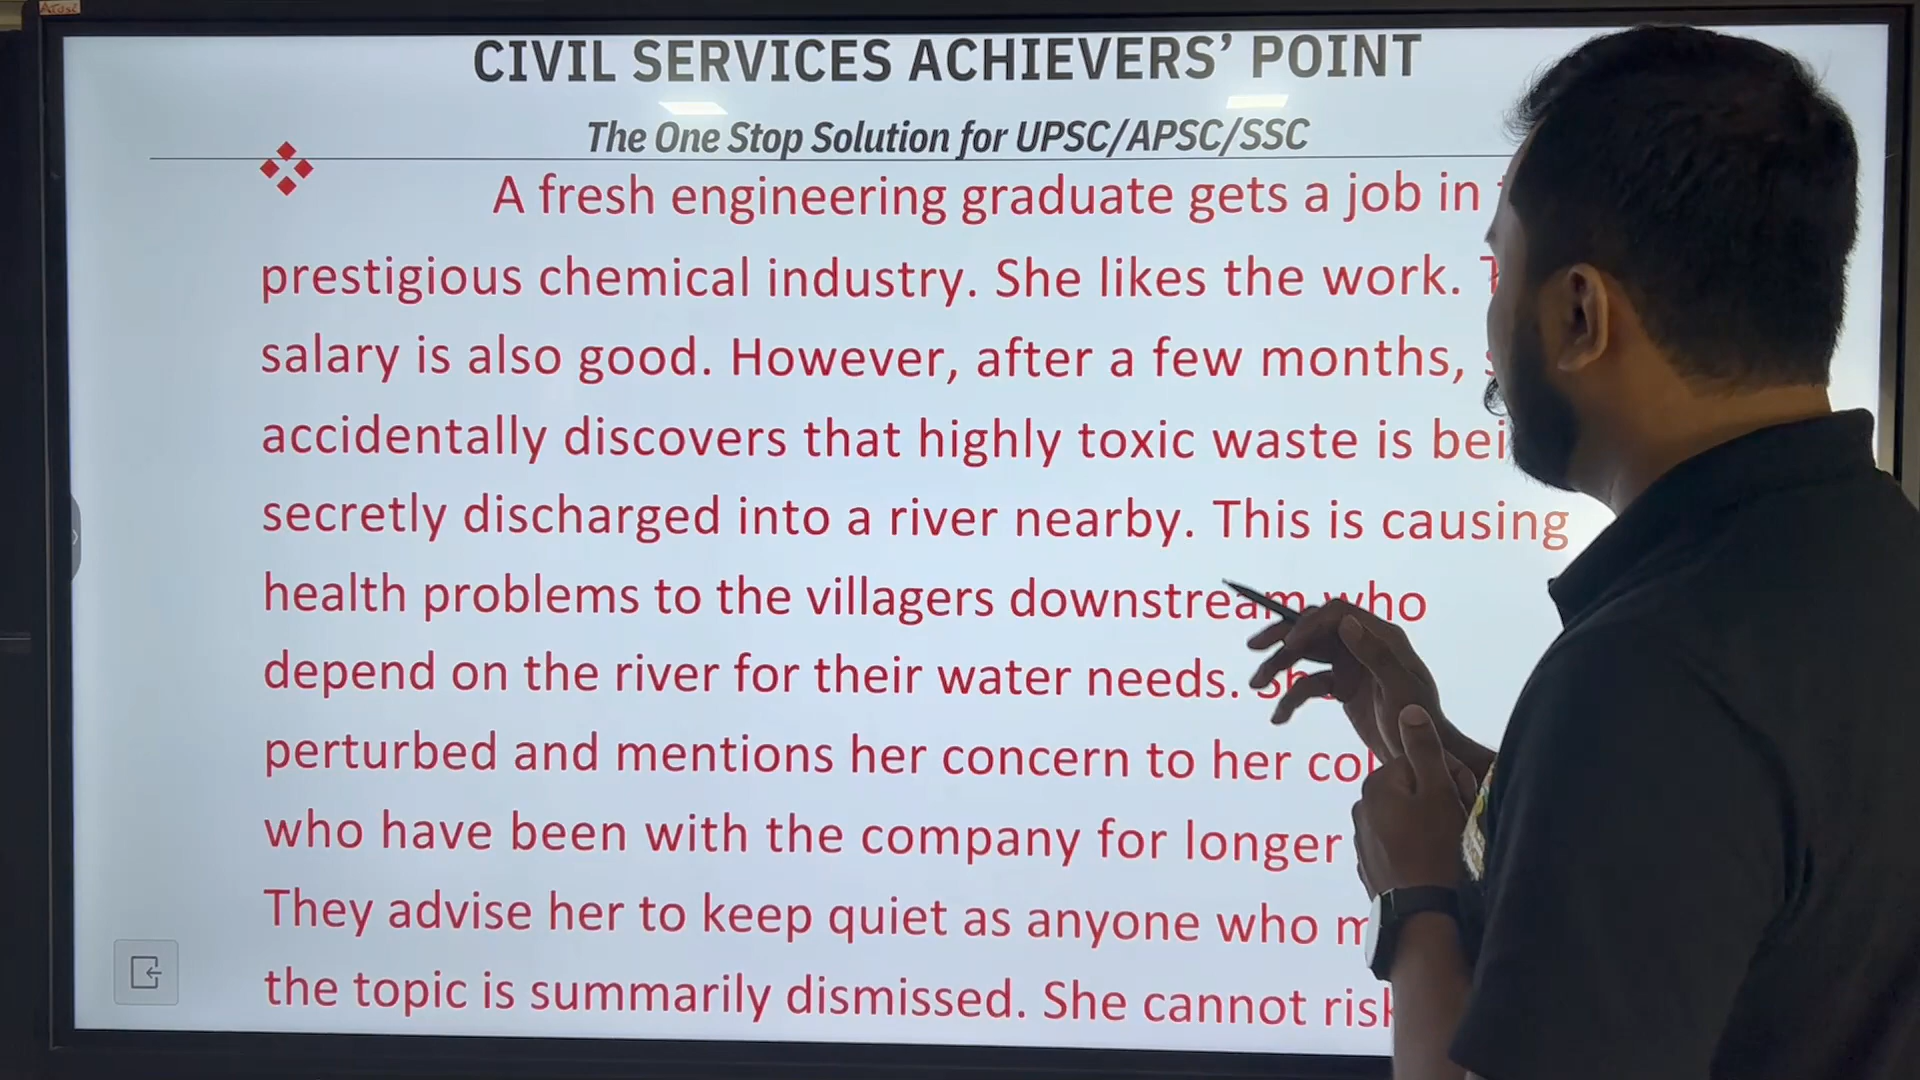 CIVIL SERVICES ACHIEVERS’ POINT
The One Stop Solution for UPSC/APSC/SSC
A fresh engineering graduate gets a job in
prestigious chemical industry. She likes the work.
salary is also good. However, after a few months,
accidentally discovers that highly toxic waste is
secretly discharged into a river nearby. This is causing
health problems to the villagers downstream who
depend on the river for their water needs.
perturbed and mentions her concern to her
who have been with the company for longer
They advise her to keep quiet as anyone who
the topic is summarily dismissed. She cannot risk